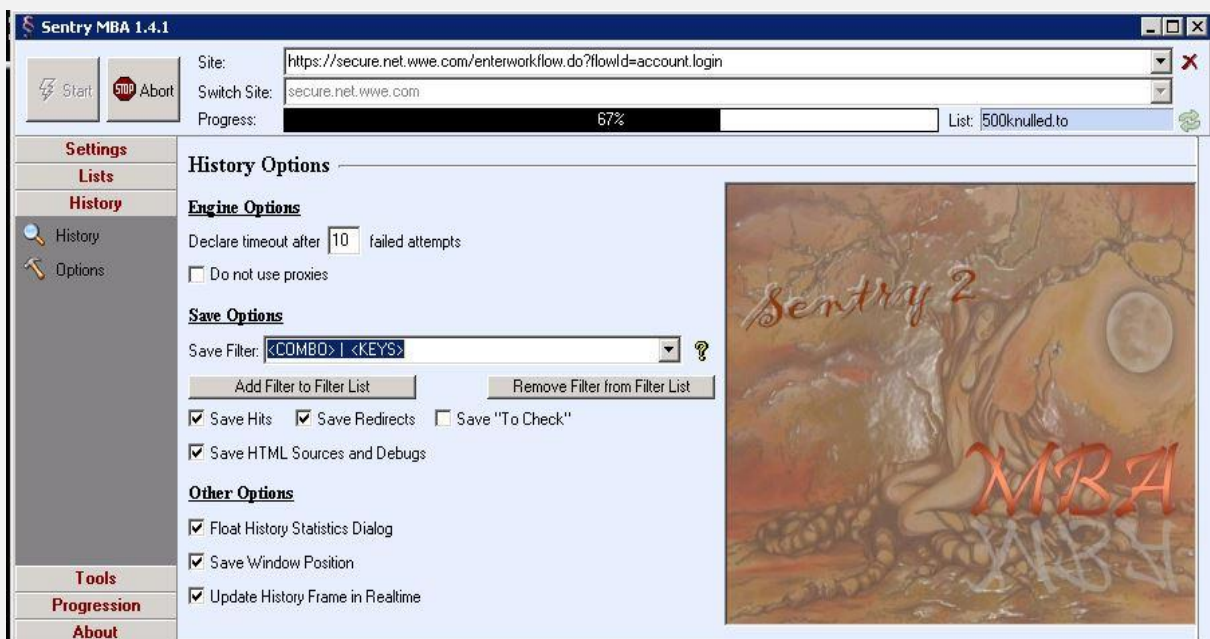 Sentry MBA 1.4.1
Start
Abort
STOP
Site: https://secure.net.wwe.com/enterworkflow.do?flowId=account.login
Switch Site: secure.net.wwe.com
Progress: 67% List: 500knulled.to
Settings
Lists
History
History
Options
Tools
Progression
About
History Options
Engine Options
Declare timeout after 10 failed attempts
Do not use proxies
Save Options
Save Filter: <COMBO> | <KEYS> ?
Add Filter to Filter List Remove Filter from Filter List
Save Hits Save Redirects Save "To Check"
Save HTML Sources and Debugs
Other Options
Float History Statistics Dialog
Save Window Position
Update History Frame in Realtime
Sentry 2
MBA